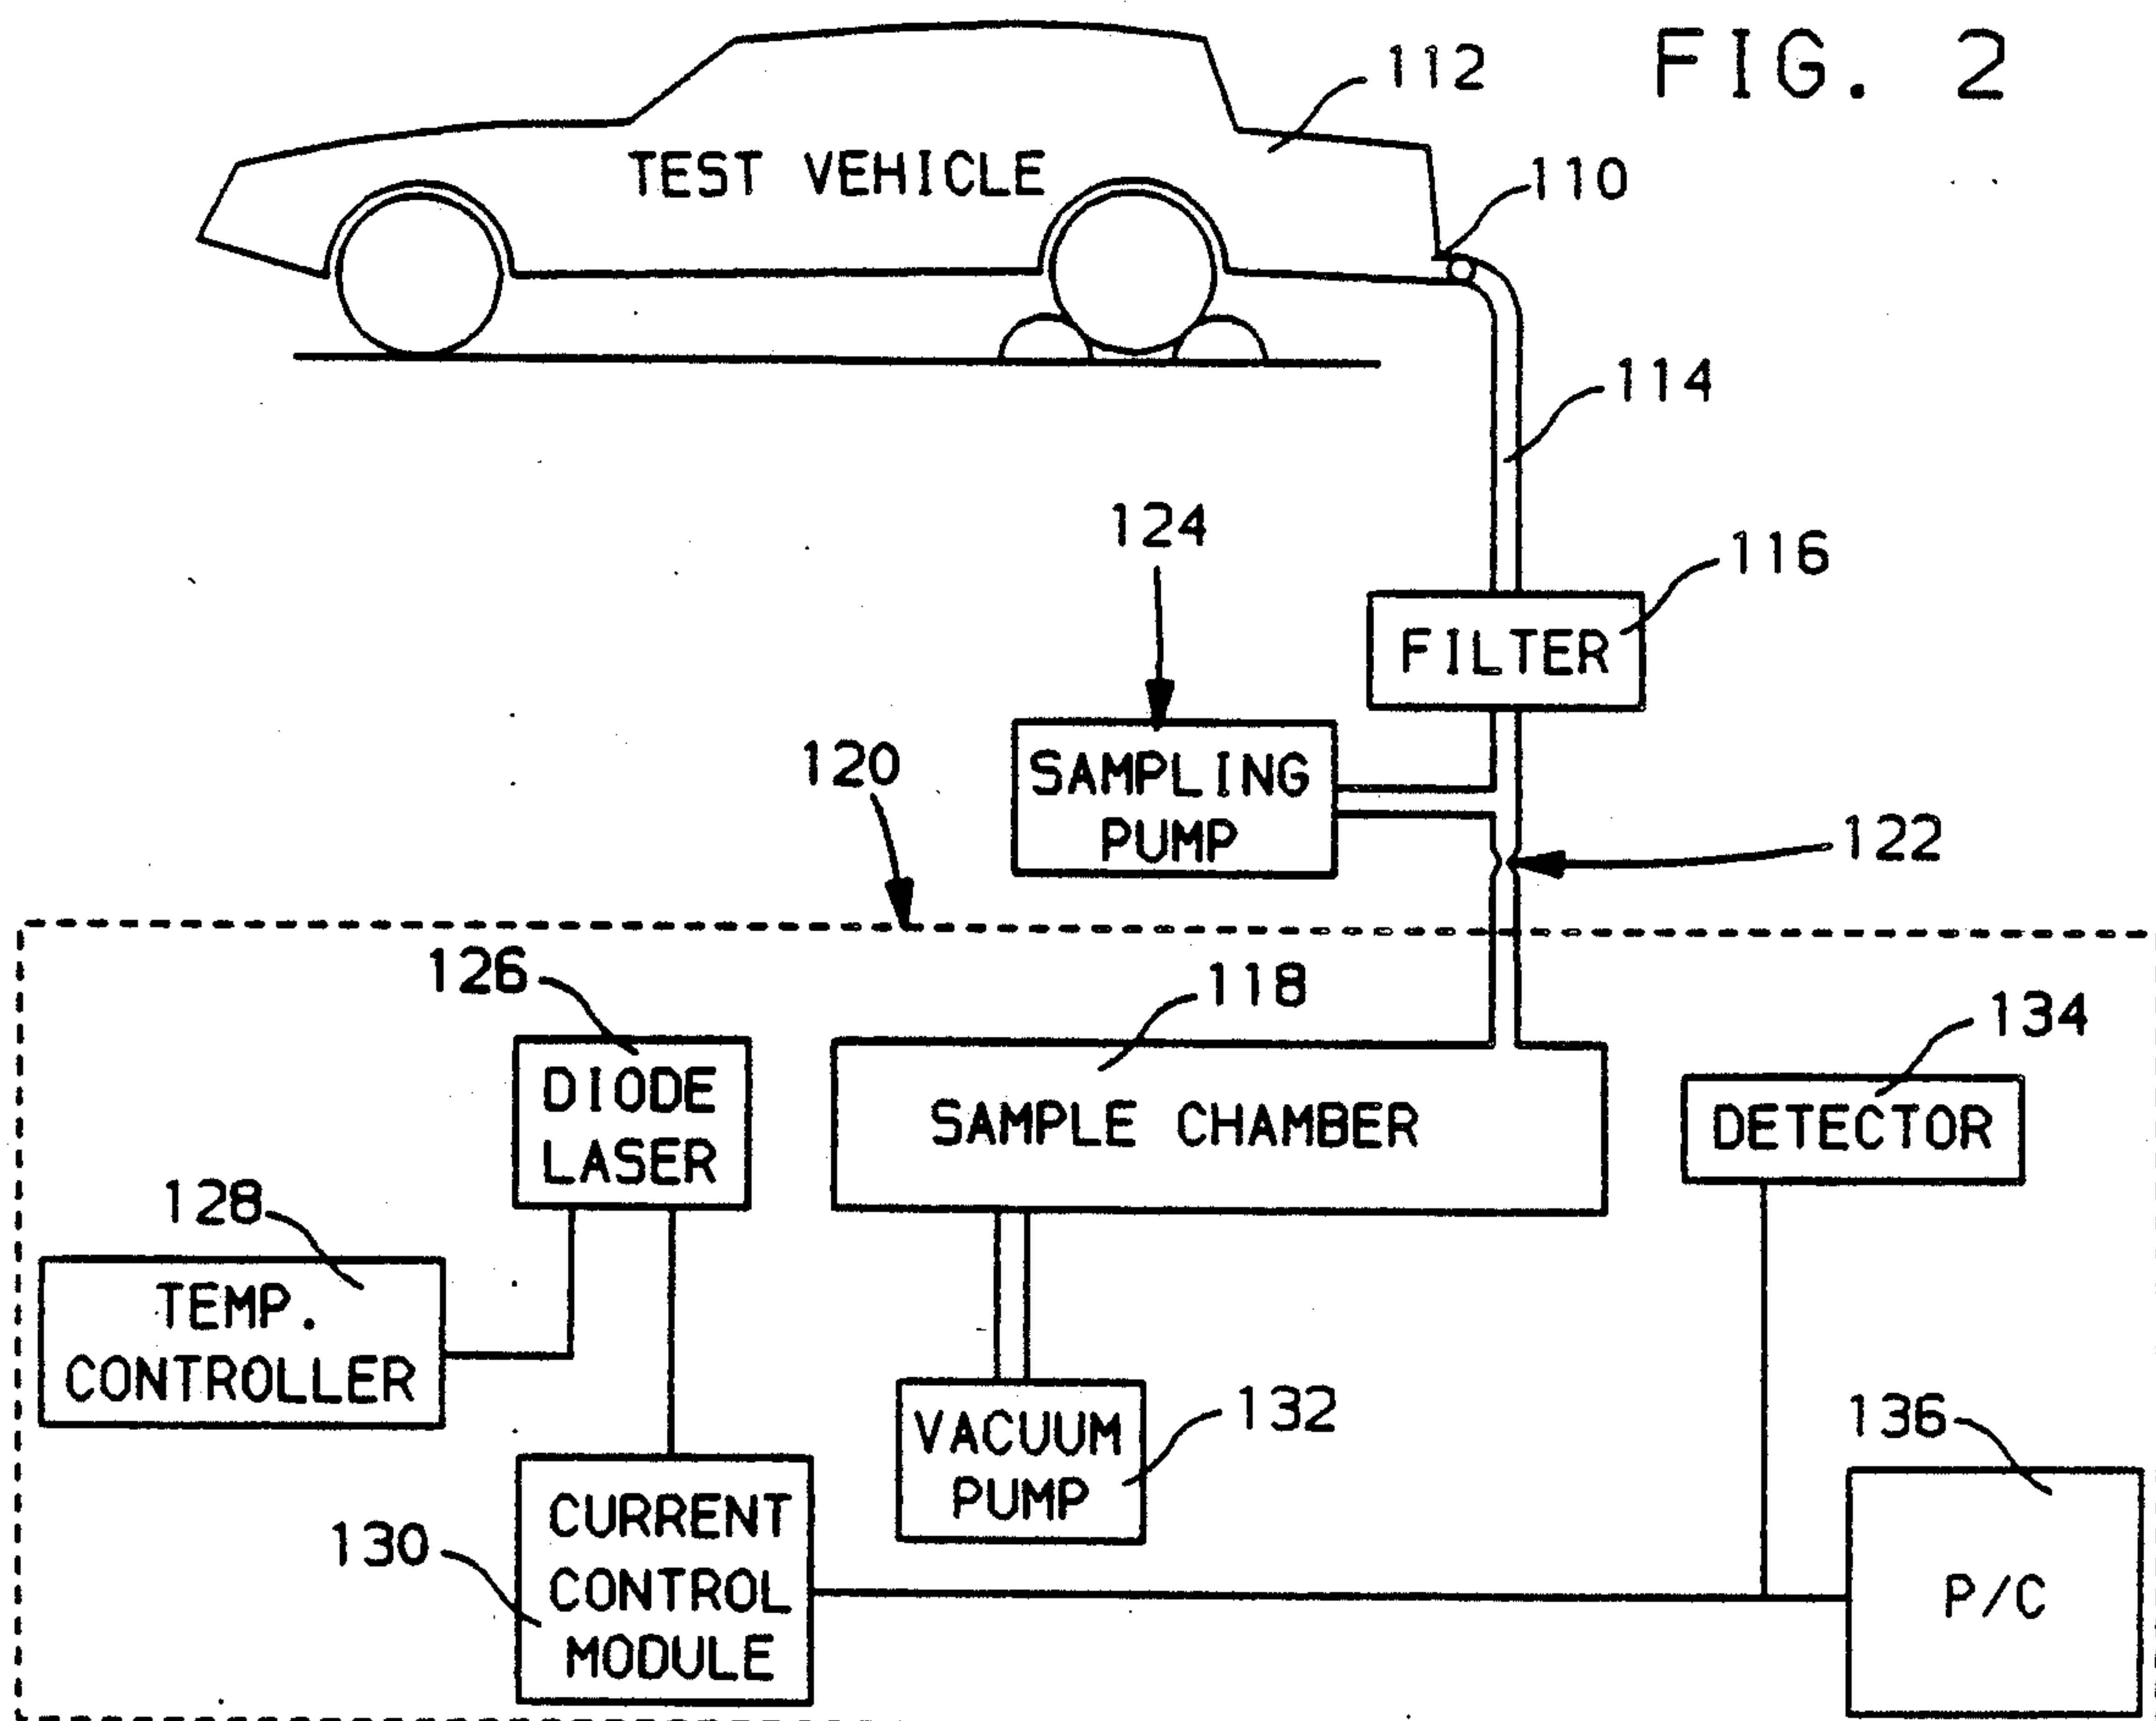 FIG. 2
112
TEST VEHICLE
110
114
124
116
FILTER
120
SAMPLING
PUMP
122
126
118
134
DIODE
LASER
SAMPLE CHAMBER
DETECTOR
128
TEMP.
CONTROLLER
132
VACUUM
PUMP
136
130
CURRENT
CONTROL
MODULE
P/C